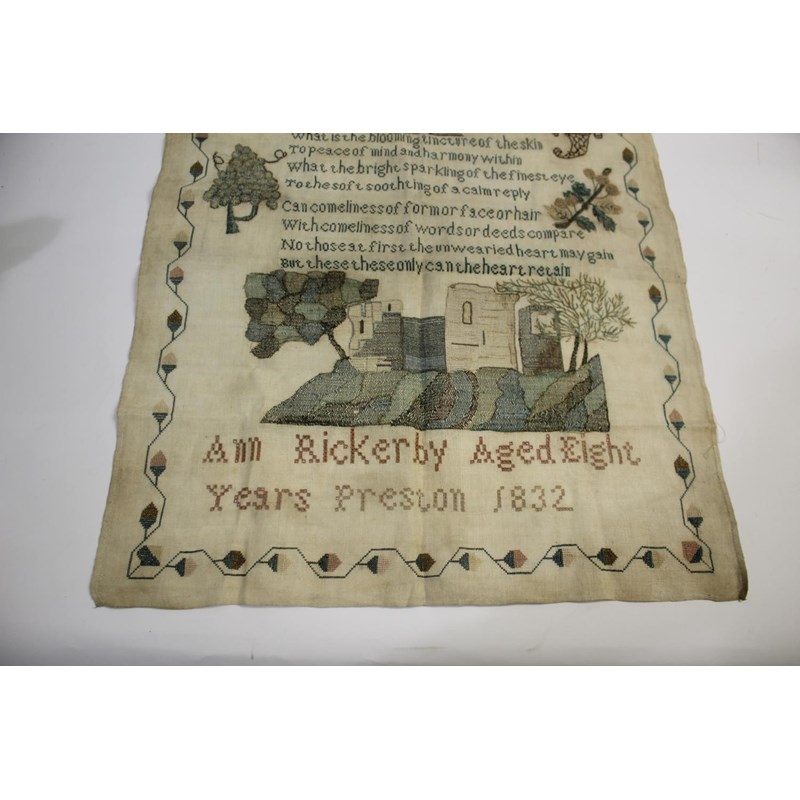 What is the blooming tincture of the skin
To peace of mind and harmony within
What the bright sparkling of the finest eye
To the soft soothting of a calm reply
Can comeliness of form or face or hair
With comeliness of words or deeds compare
No those at first the unwearied heart may gain
But these these only can the heart retain
Ann Rickerby Aged Eight
Years Preston 1832